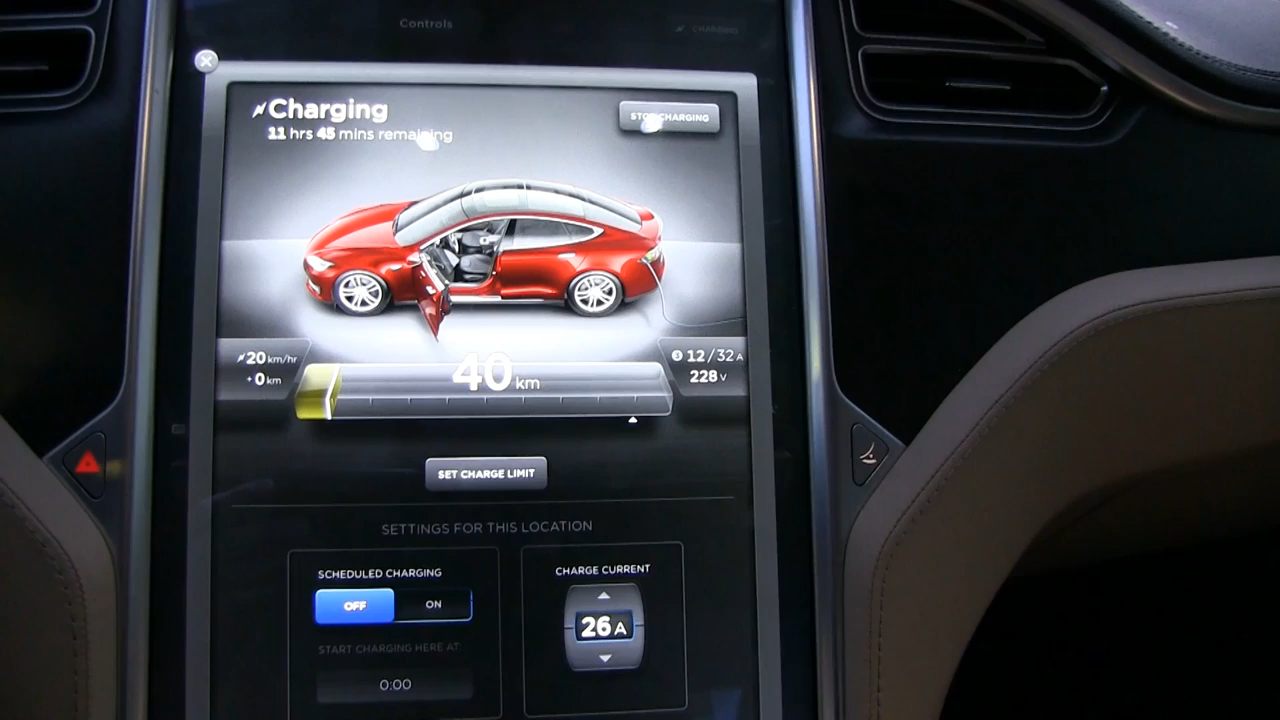 Controls
CHARGING
Charging
11 hrs 45 mins remaining
STOP CHARGING
20 km/hr
+0 km
40 km
12/32 A
228 V
SET CHARGE LIMIT
SETTINGS FOR THIS LOCATION
SCHEDULED CHARGING
OFF ON
START CHARGING HERE AT
0:00
CHARGE CURRENT
26 A